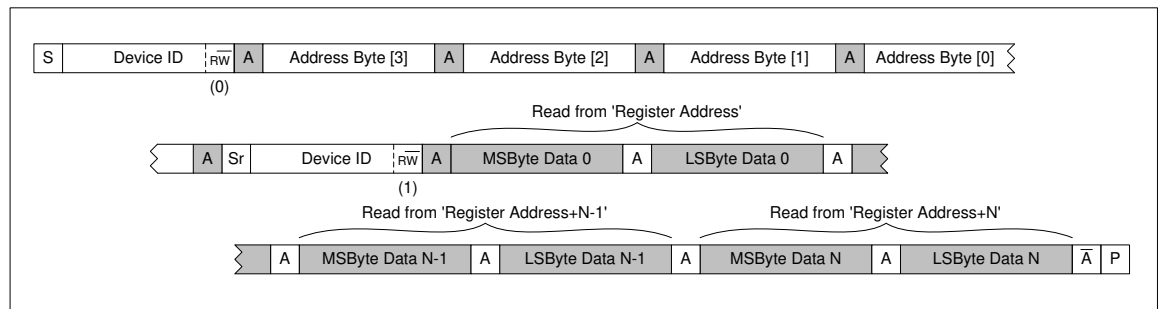 S Device ID RW A Address Byte [3] A Address Byte [2] A Address Byte [1] A Address Byte [0]
(0)
Read from 'Register Address'
A Sr Device ID RW A MSByte Data 0 A LSByte Data 0 A
(1)
Read from 'Register Address+N-1' Read from 'Register Address+N'
A MSByte Data N-1 A LSByte Data N-1 A MSByte Data N A LSByte Data N A̅ P